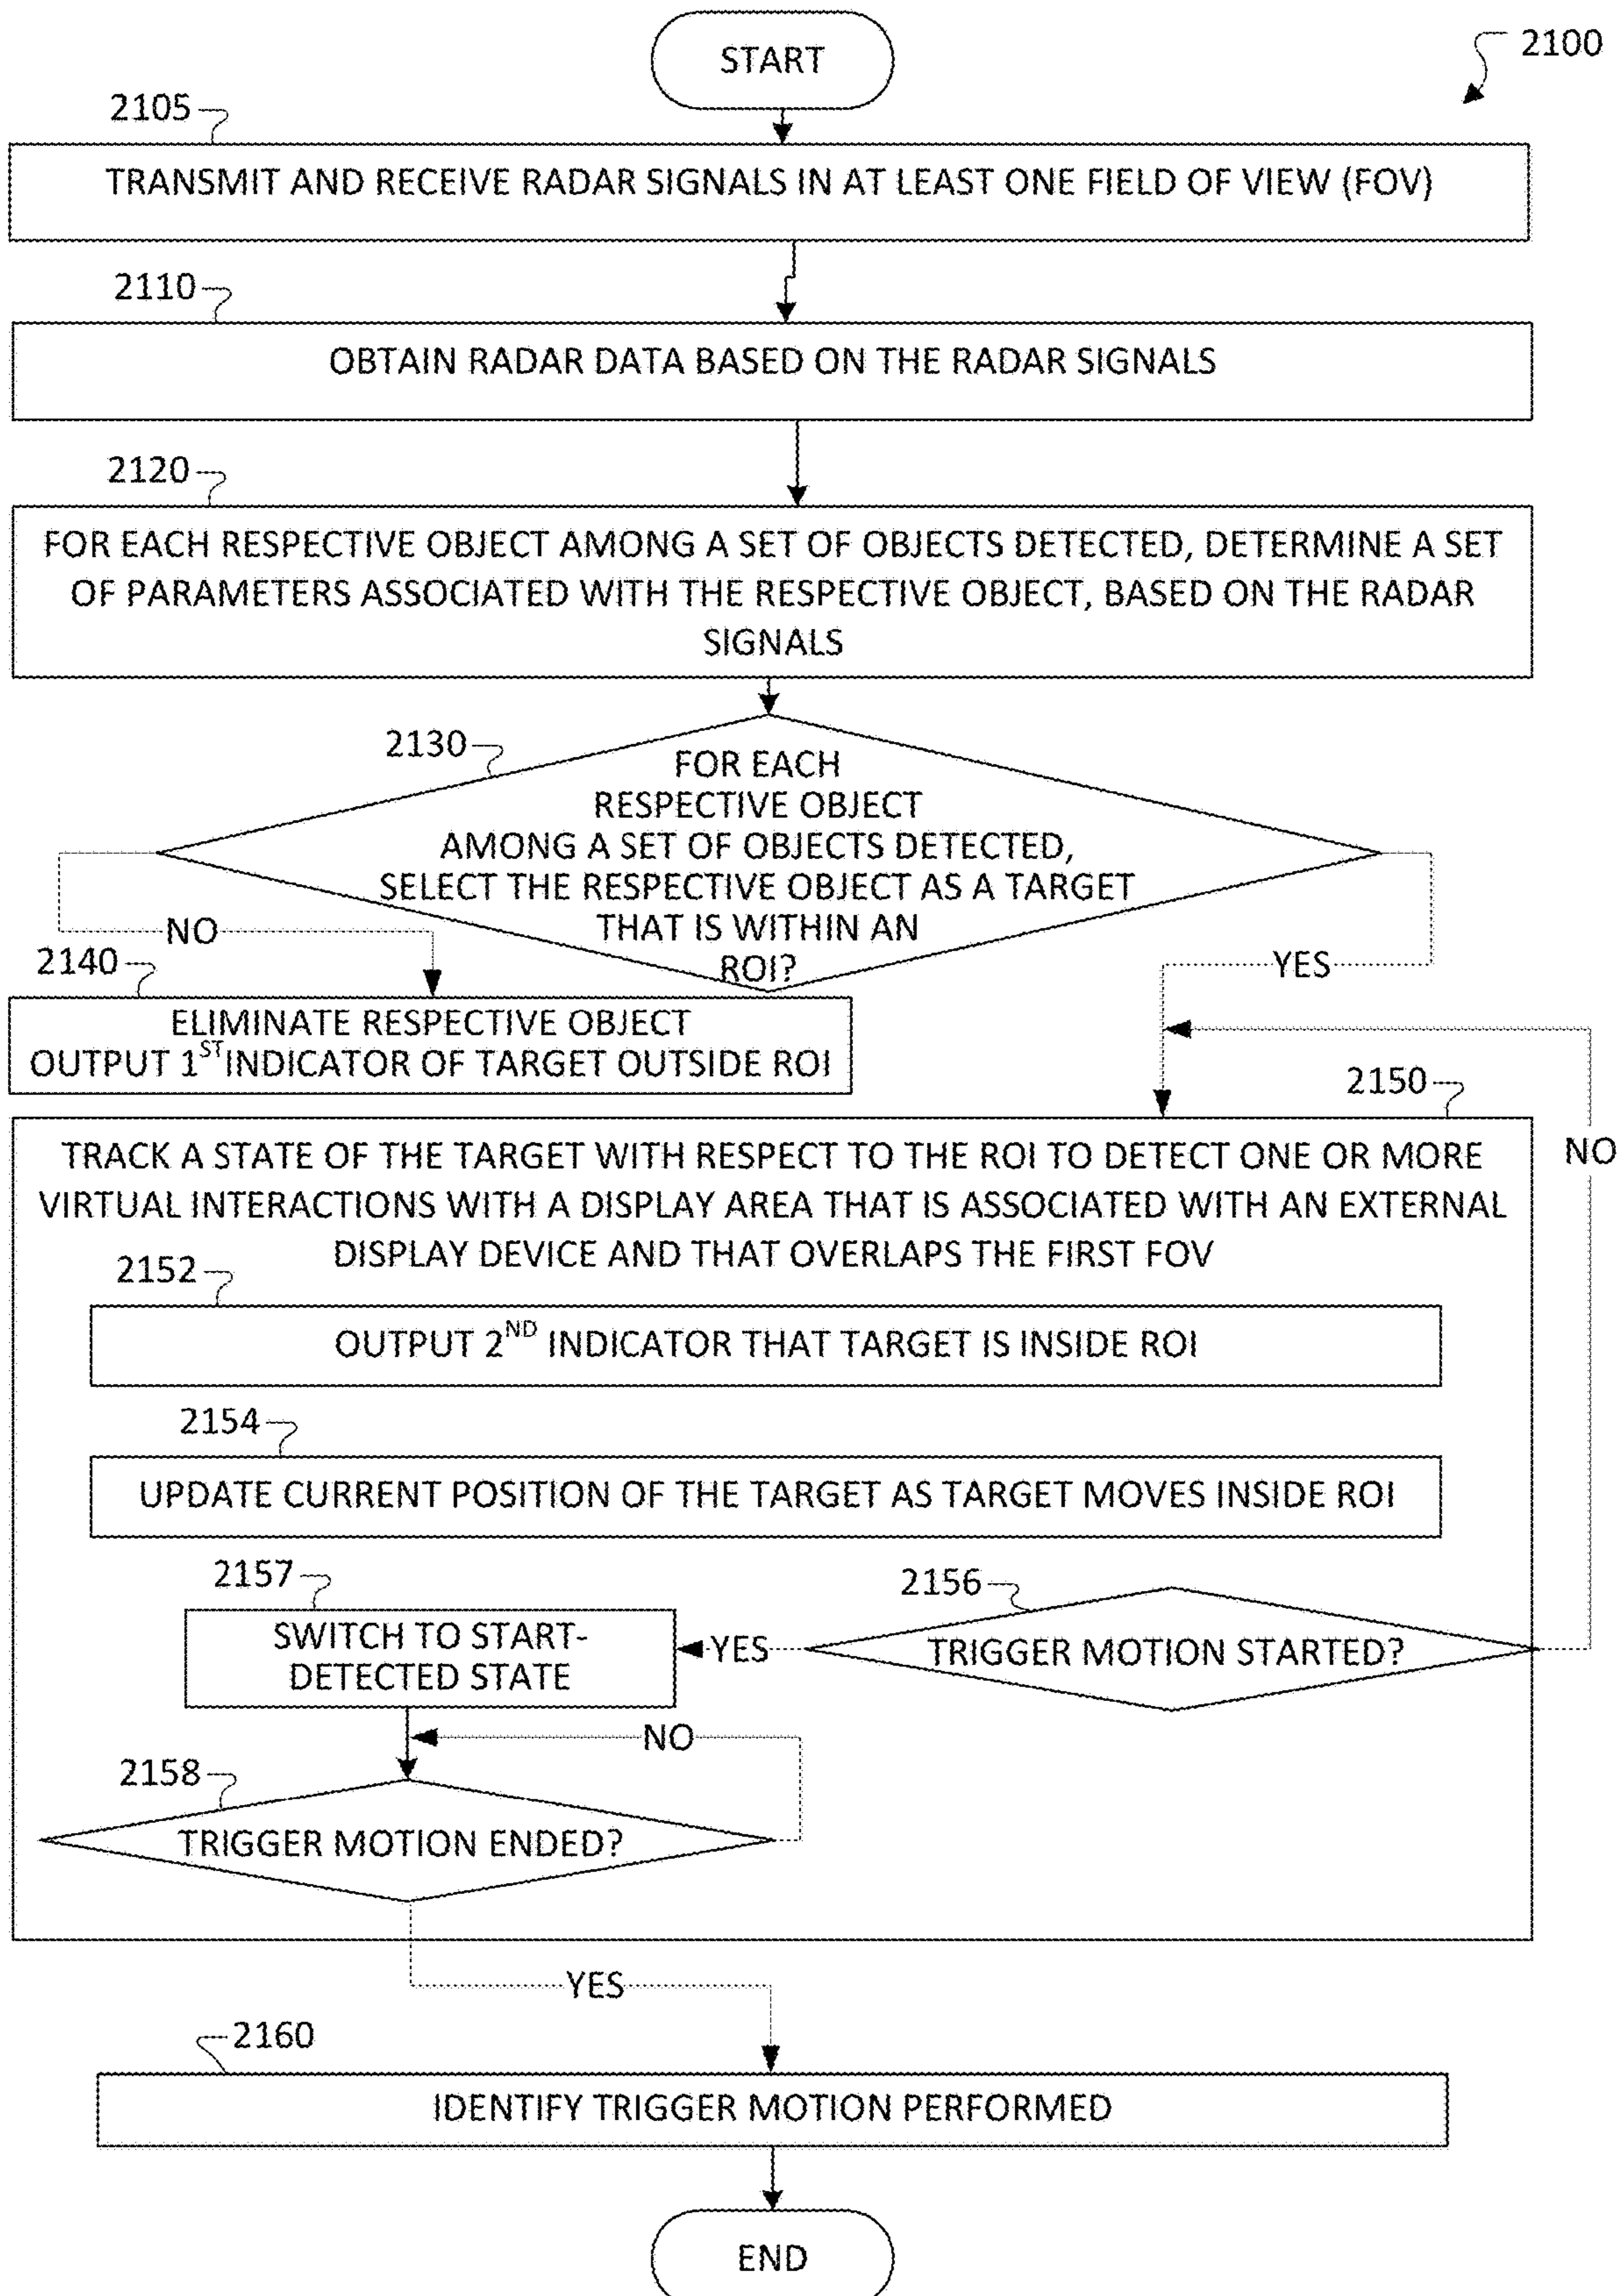 START
2100
2105
TRANSMIT AND RECEIVE RADAR SIGNALS IN AT LEAST ONE FIELD OF VIEW (FOV)
2110
OBTAIN RADAR DATA BASED ON THE RADAR SIGNALS
2120
FOR EACH RESPECTIVE OBJECT AMONG A SET OF OBJECTS DETECTED, DETERMINE A SET
OF PARAMETERS ASSOCIATED WITH THE RESPECTIVE OBJECT, BASED ON THE RADAR
SIGNALS
2130
FOR EACH
RESPECTIVE OBJECT
AMONG A SET OF OBJECTS DETECTED,
SELECT THE RESPECTIVE OBJECT AS A TARGET
THAT IS WITHIN AN
ROI?
NO
YES
2140
ELIMINATE RESPECTIVE OBJECT
OUTPUT 1ST INDICATOR OF TARGET OUTSIDE ROI
2150
NO
TRACK A STATE OF THE TARGET WITH RESPECT TO THE ROI TO DETECT ONE OR MORE
VIRTUAL INTERACTIONS WITH A DISPLAY AREA THAT IS ASSOCIATED WITH AN EXTERNAL
DISPLAY DEVICE AND THAT OVERLAPS THE FIRST FOV
2152
OUTPUT 2ND INDICATOR THAT TARGET IS INSIDE ROI
2154
UPDATE CURRENT POSITION OF THE TARGET AS TARGET MOVES INSIDE ROI
2156
TRIGGER MOTION STARTED?
YES
2157
SWITCH TO START-
DETECTED STATE
NO
2158
TRIGGER MOTION ENDED?
YES
2160
IDENTIFY TRIGGER MOTION PERFORMED
END